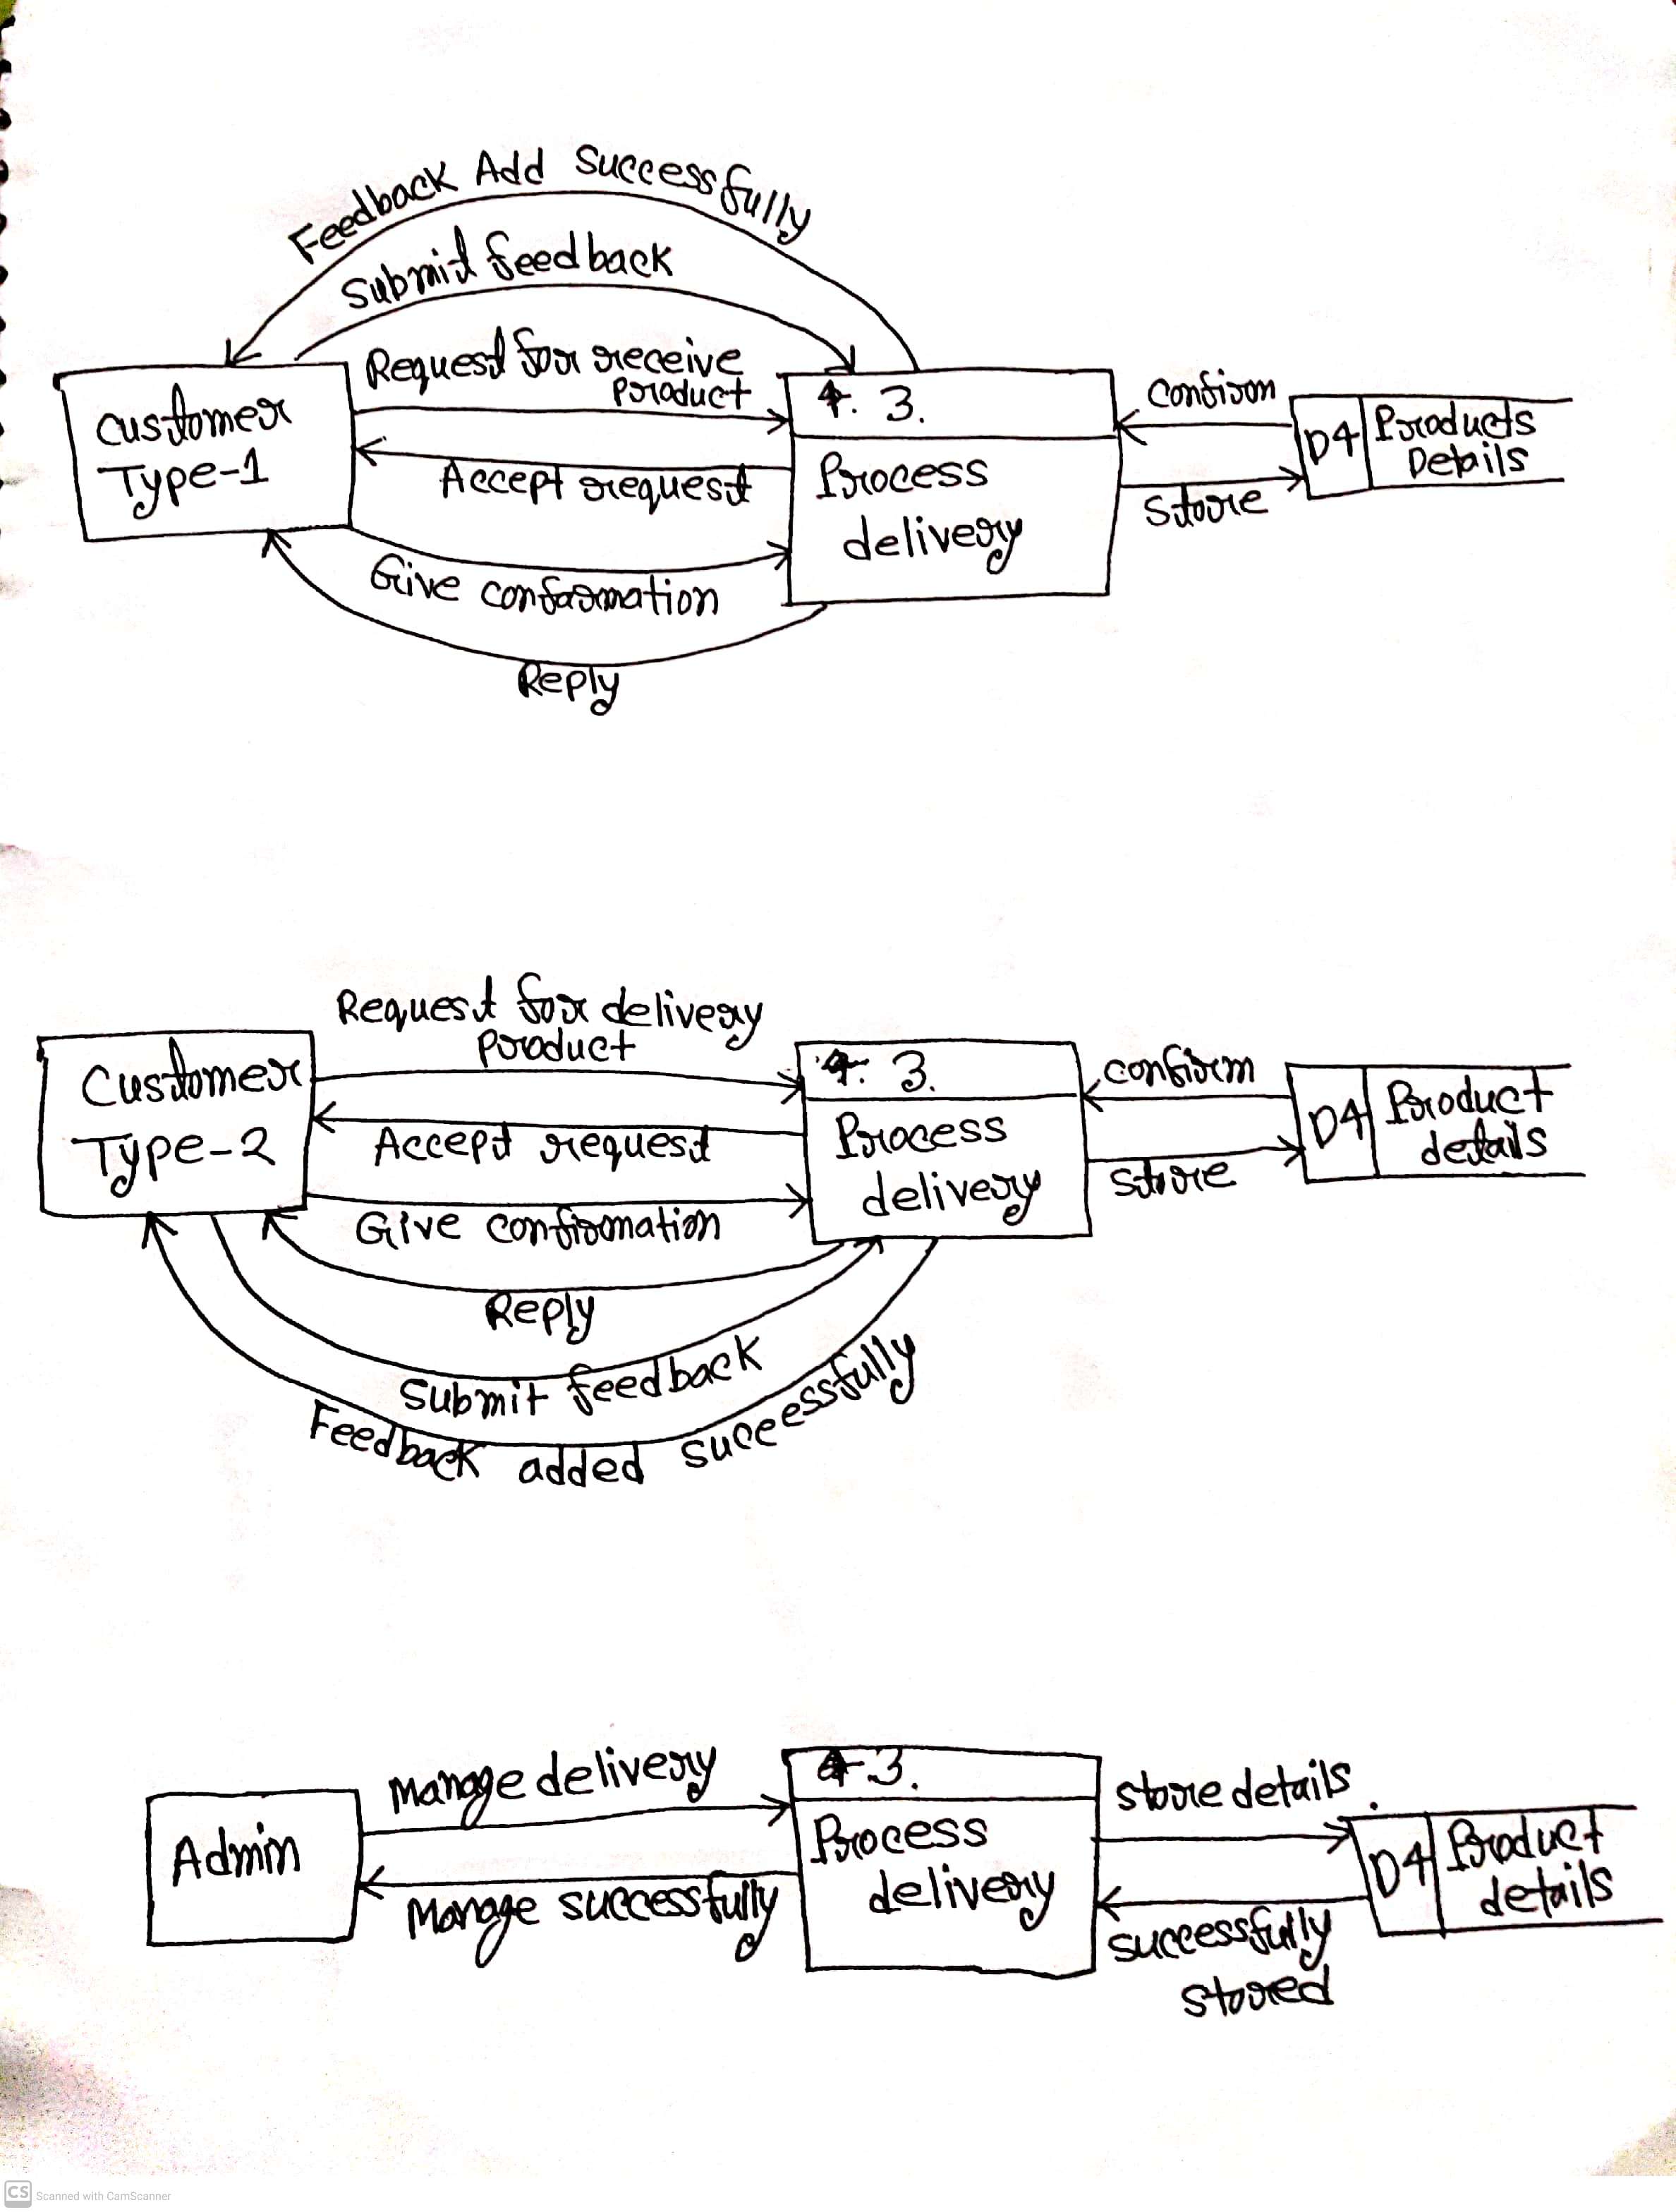 Feedback Add Successfully
Submit feedback
Request for receive
Product
Customer
Type-1
Accept request
Give confarmation
Reply
3.
Process
delivery
Confirm
Store
D4
Products
Details
Request for delivery
Product
Customer
Type-2
Accept request
Give confirmation
Reply
Submit feedback
Feedback added successfully
3.
Process
delivery
confirm
store
D4
Product
details
Manage delivery
Admin
Manage successfully
3.
Process
delivery
store details
successfully
stored
D4
Product
details
CS Scanned with CamScanner